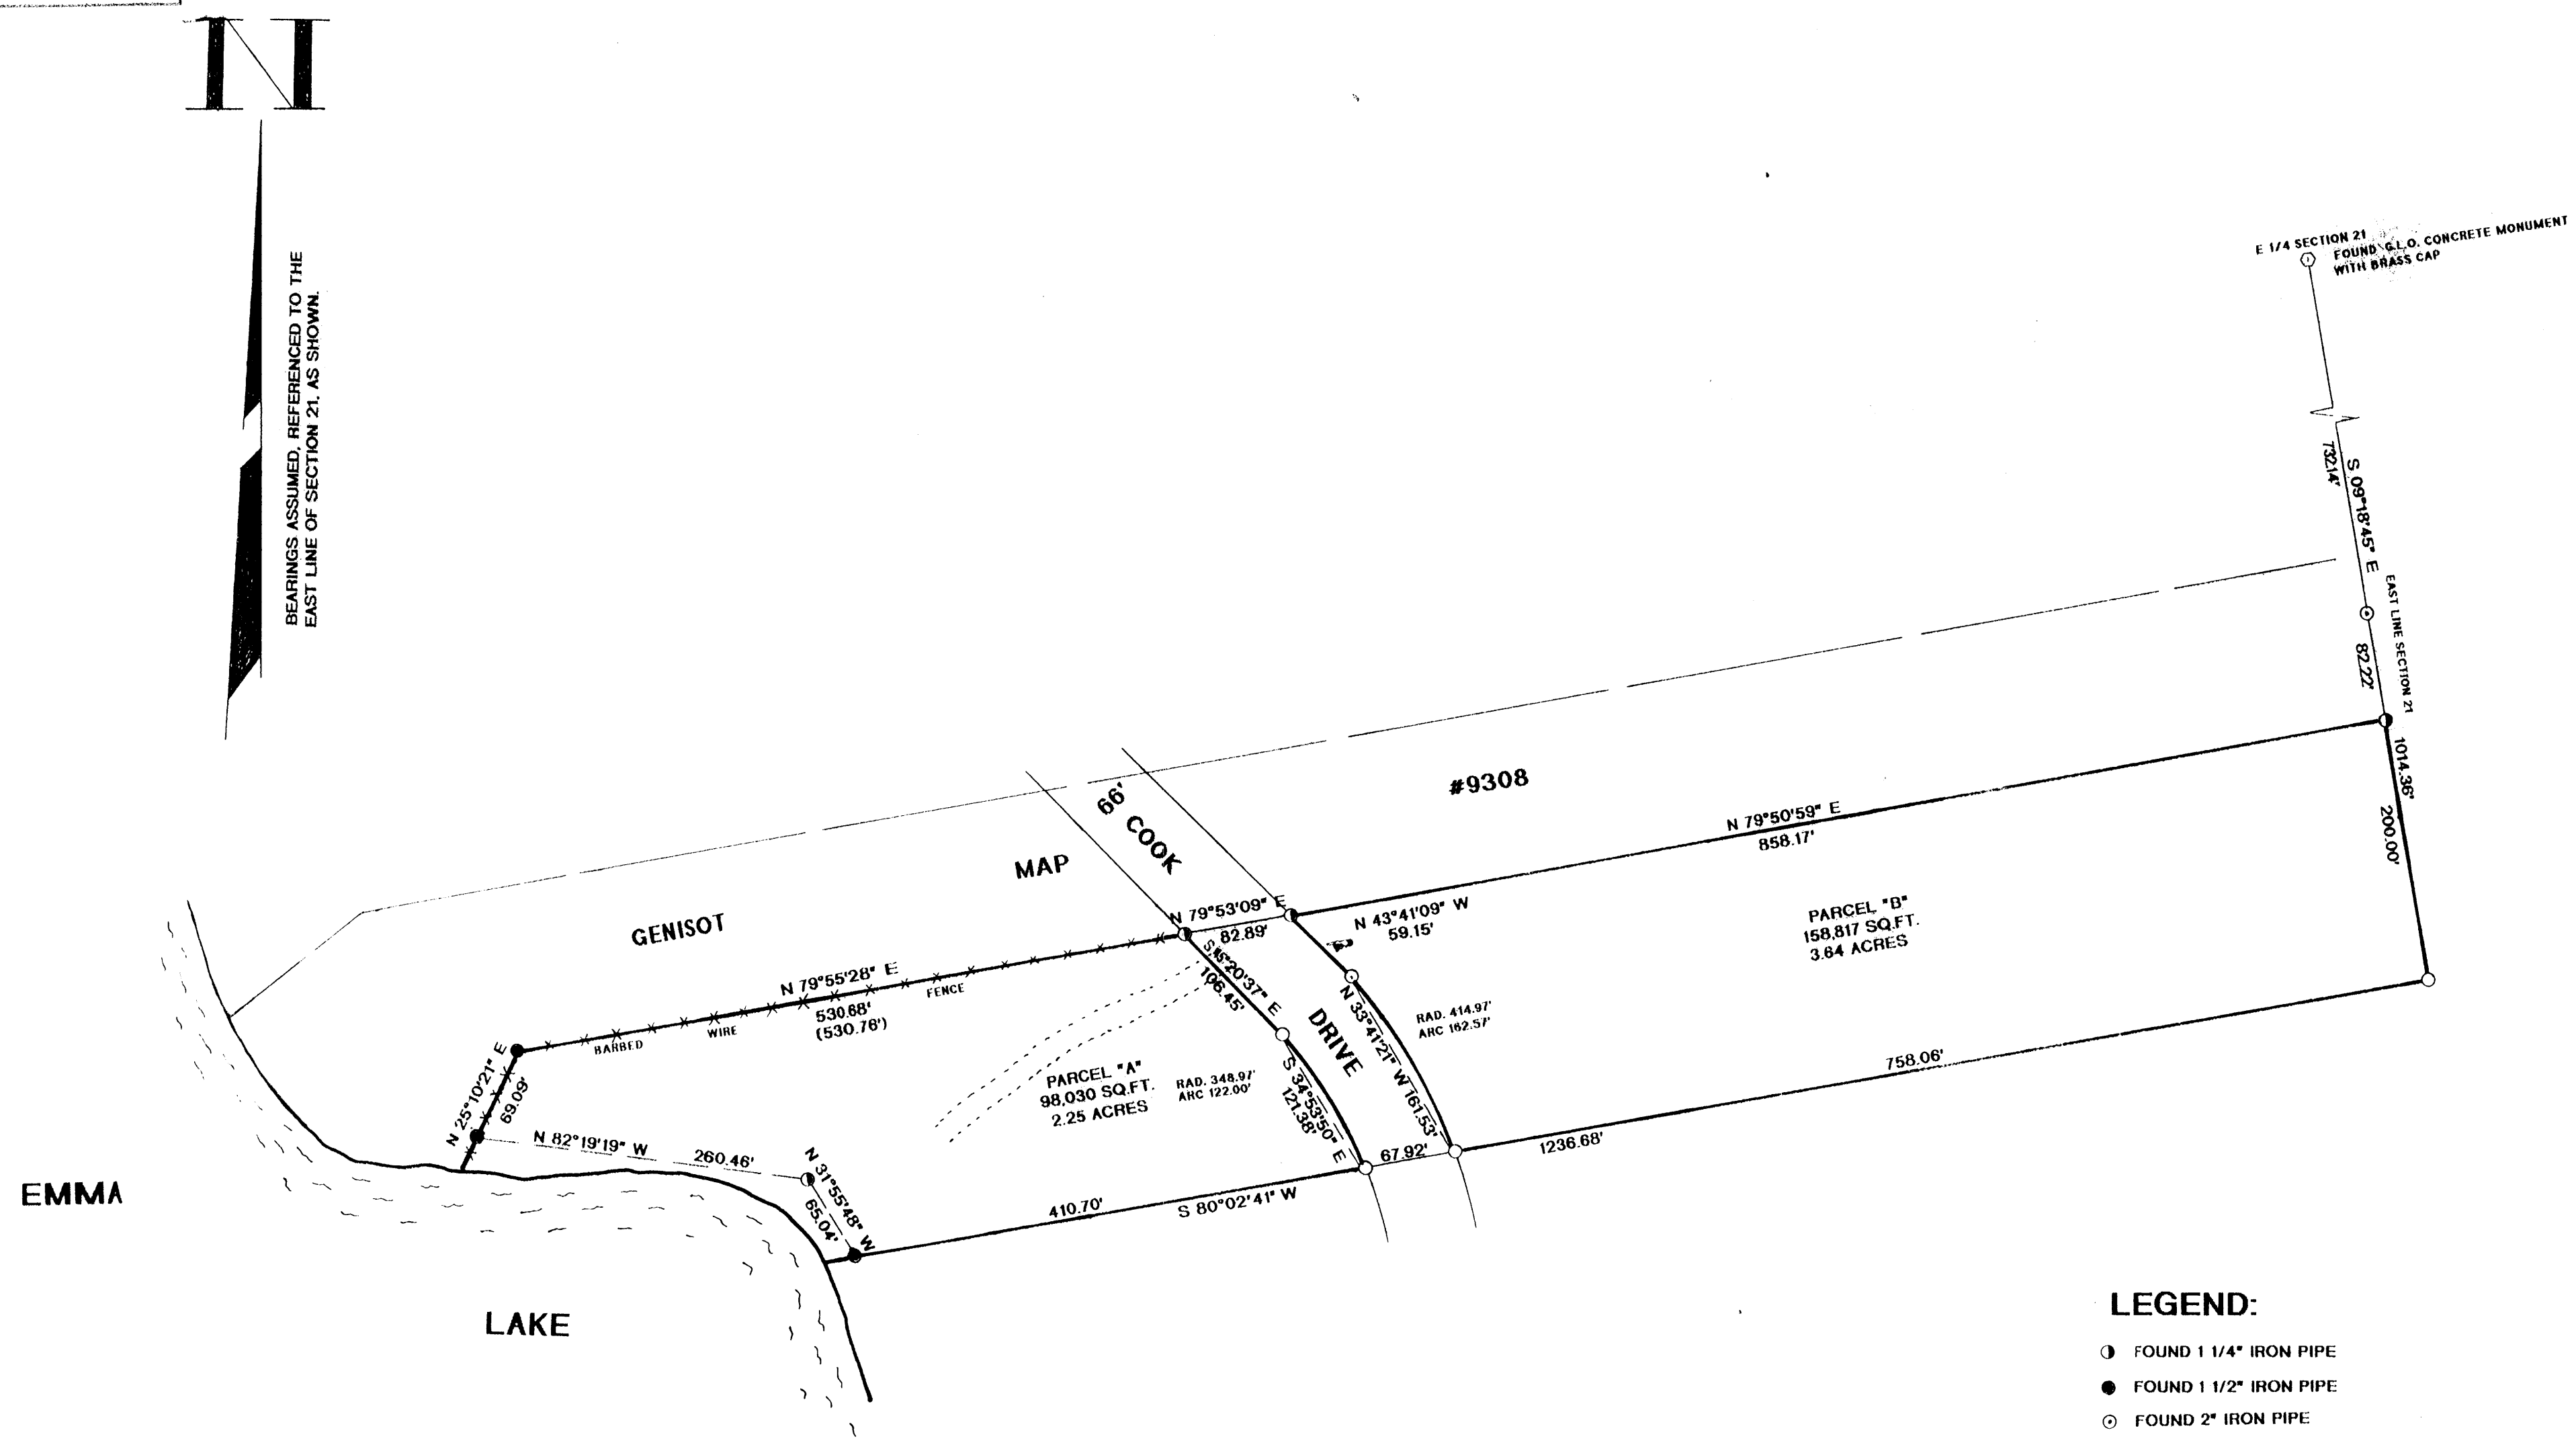 N
BEARINGS ASSUMED, REFERENCED TO THE
EAST LINE OF SECTION 21, AS SHOWN.
E 1/4 SECTION 21
FOUND G.L.O. CONCRETE MONUMENT
WITH BRASS CAP
732.14'
S 09°18'45" E
EAST LINE SECTION 21
82.22'
1014.36'
200.00'
66'
COOK
DRIVE
#9308
MAP
GENISOT
N 79°50'59" E
858.17'
N 79°53'09" E
82.89'
N 43°41'09" W
59.15'
PARCEL "B"
158,817 SQ.FT.
3.64 ACRES
N 79°55'28" E
530.68'
(530.76')
BARBED
WIRE
FENCE
20'37" E
106.45'
N 33°41'21" W 161.53'
RAD. 414.97'
ARC 162.57'
N 25°10'21" E
69.09'
PARCEL "A"
98,030 SQ.FT.
2.25 ACRES
RAD. 348.97'
ARC 122.00'
S 34°53'50" E
121.38'
758.06'
N 82°19'19" W
260.46'
N 31°55'48" W
65.04'
67.92'
1236.68'
410.70'
S 80°02'41" W
EMMA
LAKE
LEGEND:
FOUND 1 1/4" IRON PIPE
FOUND 1 1/2" IRON PIPE
FOUND 2" IRON PIPE